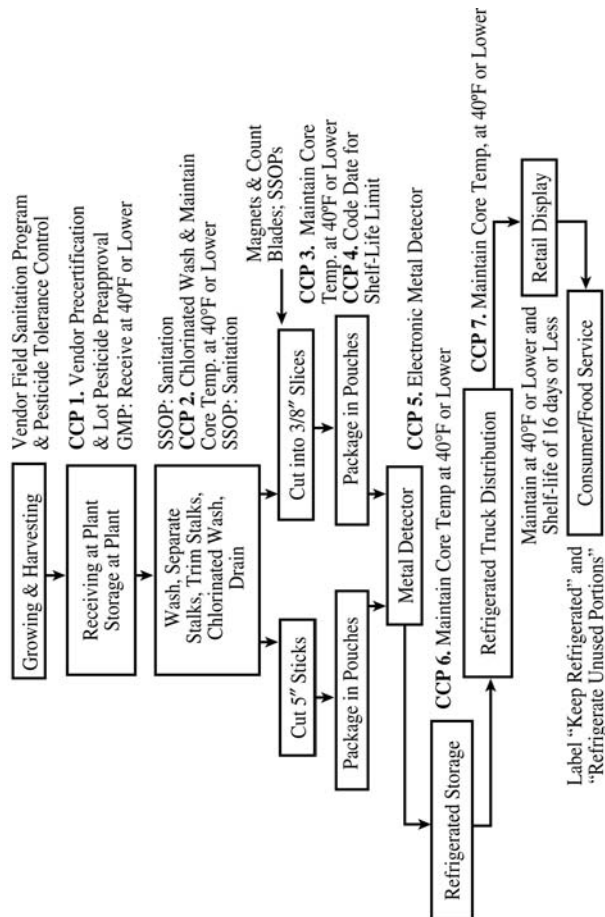 Growing & Harvesting
Vendor Field Sanitation Program
& Pesticide Tolerance Control
Receiving at Plant
Storage at Plant
CCP 1. Vendor Precertification
& Lot Pesticide Preapproval
GMP: Receive at 40°F or Lower
Wash, Separate
Stalks, Trim Stalks,
Chlorinated Wash,
Drain
SSOP: Sanitation
CCP 2. Chlorinated Wash & Maintain
Core Temp. at 40°F or Lower
SSOP: Sanitation
Cut 5" Sticks
Cut into 3/8" Slices
Magnets & Count
Blades; SSOPs
Package in Pouches
Package in Pouches
CCP 3. Maintain Core
Temp. at 40°F or Lower
CCP 4. Code Date for
Shelf-Life Limit
Metal Detector
CCP 5. Electronic Metal Detector
Refrigerated Storage
CCP 6. Maintain Core Temp at 40°F or Lower
Refrigerated Truck Distribution
CCP 7. Maintain Core Temp, at 40°F or Lower
Maintain at 40°F or Lower and
Shelf-life of 16 days or Less
Retail Display
Consumer/Food Service
Label “Keep Refrigerated” and
“Refrigerate Unused Portions”